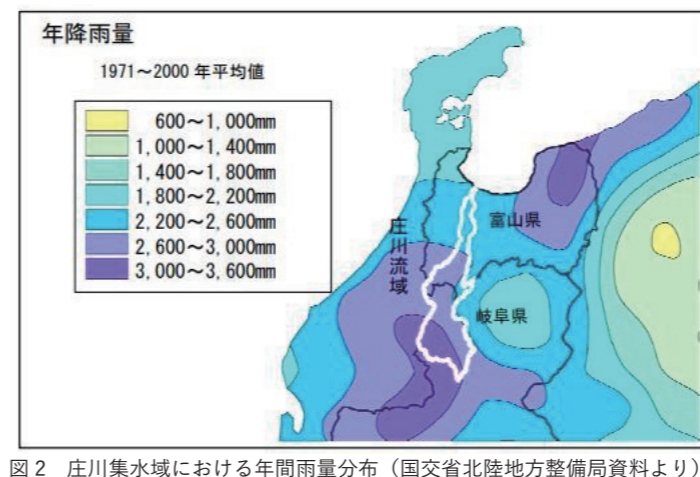 年降雨量
1971～2000 年平均値
600～1,000mm
1,000～1,400mm
1,400～1,800mm
1,800～2,200mm
2,200～2,600mm
2,600～3,000mm
3,000～3,600mm
庄川流域
富山県
岐阜県
図２　庄川集水域における年間雨量分布（国交省北陸地方整備局資料より）